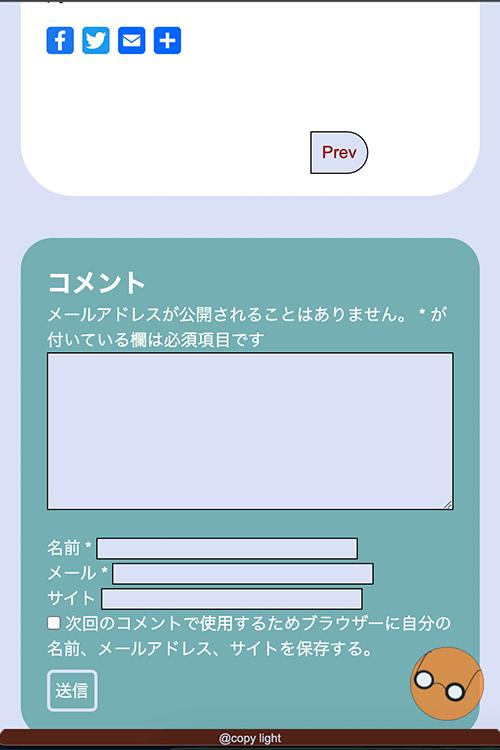 Prev
コメント
メールアドレスが公開されることはありません。 * が
付いている欄は必須項目です
名前 *
メール *
サイト
次回のコメントで使用するためブラウザーに自分の
名前、メールアドレス、サイトを保存する。
送信
@copy light